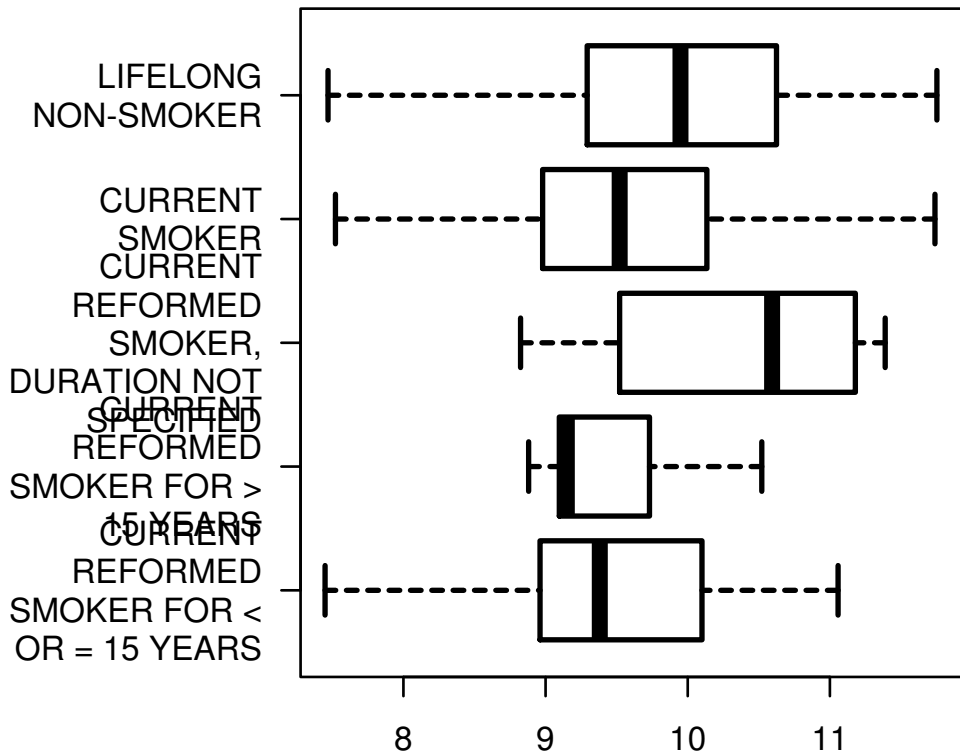 LIFELONG
NON-SMOKER
CURRENT
SMOKER
CURRENT
REFORMED
SMOKER,
DURATION NOT
SPECIFIED
CURRENT
REFORMED
SMOKER FOR >
15 YEARS
CURRENT
REFORMED
SMOKER FOR <
OR = 15 YEARS
8 9 10 11